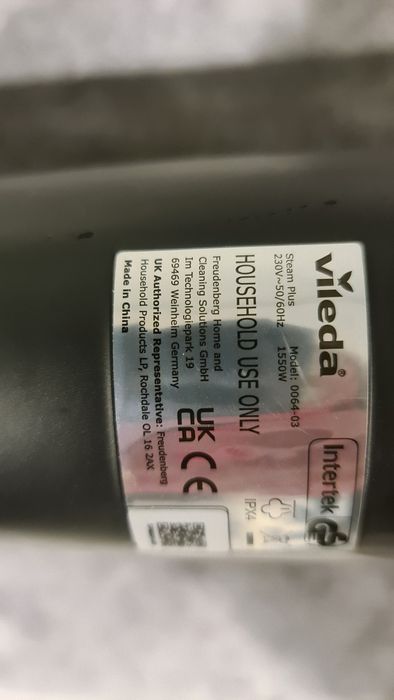 vileda®
Intertek
Steam Plus Model: 0064-03
230V~50/60Hz 1550W
HOUSEHOLD USE ONLY
IPX4
Freudenberg Home and
Cleaning Solutions GmbH
Im Technologiepark 19
69469 Weinheim Germany
UK
CA
CE
UK Authorized Representative: Freudenberg
Household Products LP, Rochdale OL 16 2AX
Made in China